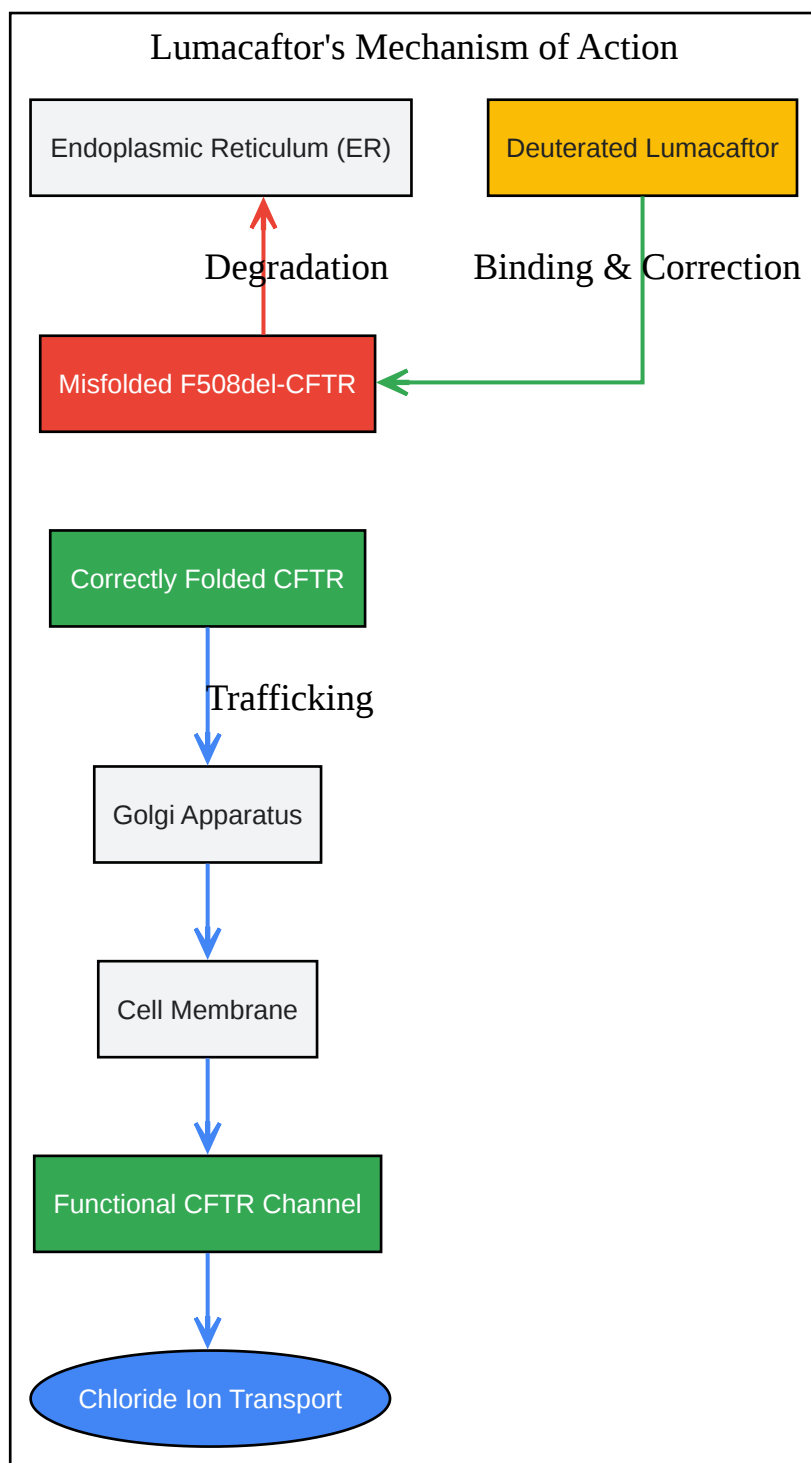 Lumacaftor's Mechanism of Action
Endoplasmic Reticulum (ER)
Deuterated Lumacaftor
Degradation
Binding & Correction
Misfolded F508del-CFTR
Correctly Folded CFTR
Trafficking
Golgi Apparatus
Cell Membrane
Functional CFTR Channel
Chloride Ion Transport